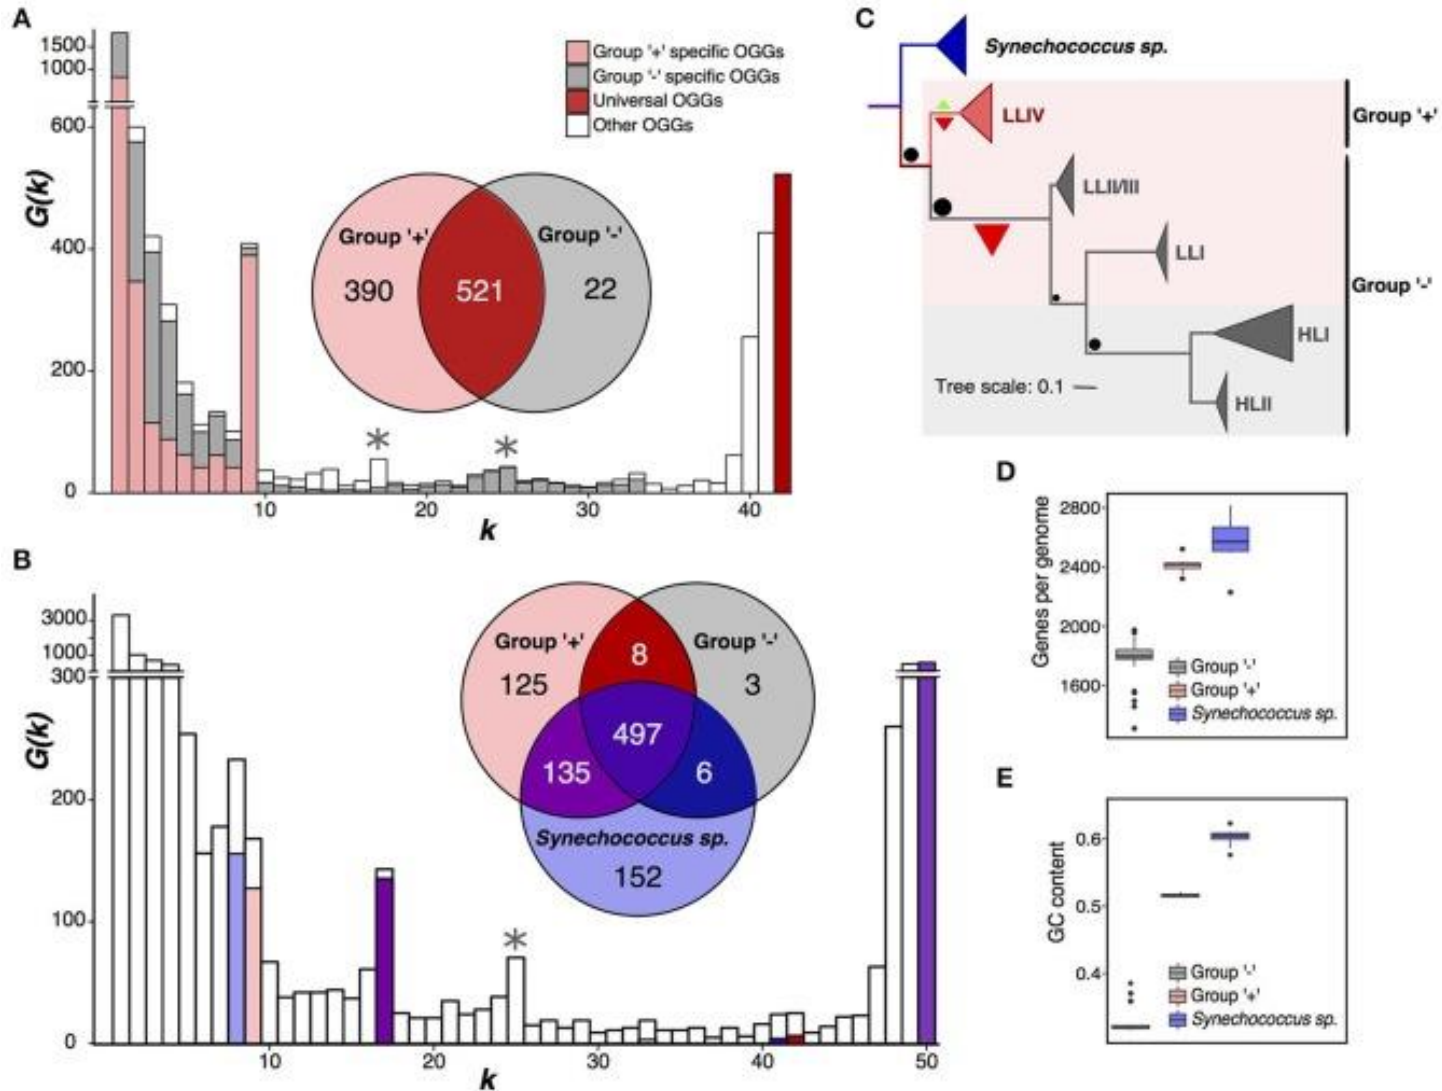 A
1500
1000
600
400
200
0
G(k)
10
20
30
40
k
Group '+' specific OGGs
Group '-' specific OGGs
Universal OGGs
Other OGGs
Group '+'
Group '-'
390
521
22
*
*
B
3000
1000
300
200
100
0
G(k)
10
20
30
40
50
k
Group '+'
Group '-'
8
125
3
497
135
6
Synechococcus sp.
152
*
C
Synechococcus sp.
LLIV
LLII/III
LLI
HLI
HLII
Tree scale: 0.1
Group '+'
Group '-'
D
Genes per genome
2800
2400
2000
1600
Group '-'
Group '+'
Synechococcus sp.
E
GC content
0.6
0.5
0.4
Group '-'
Group '+'
Synechococcus sp.